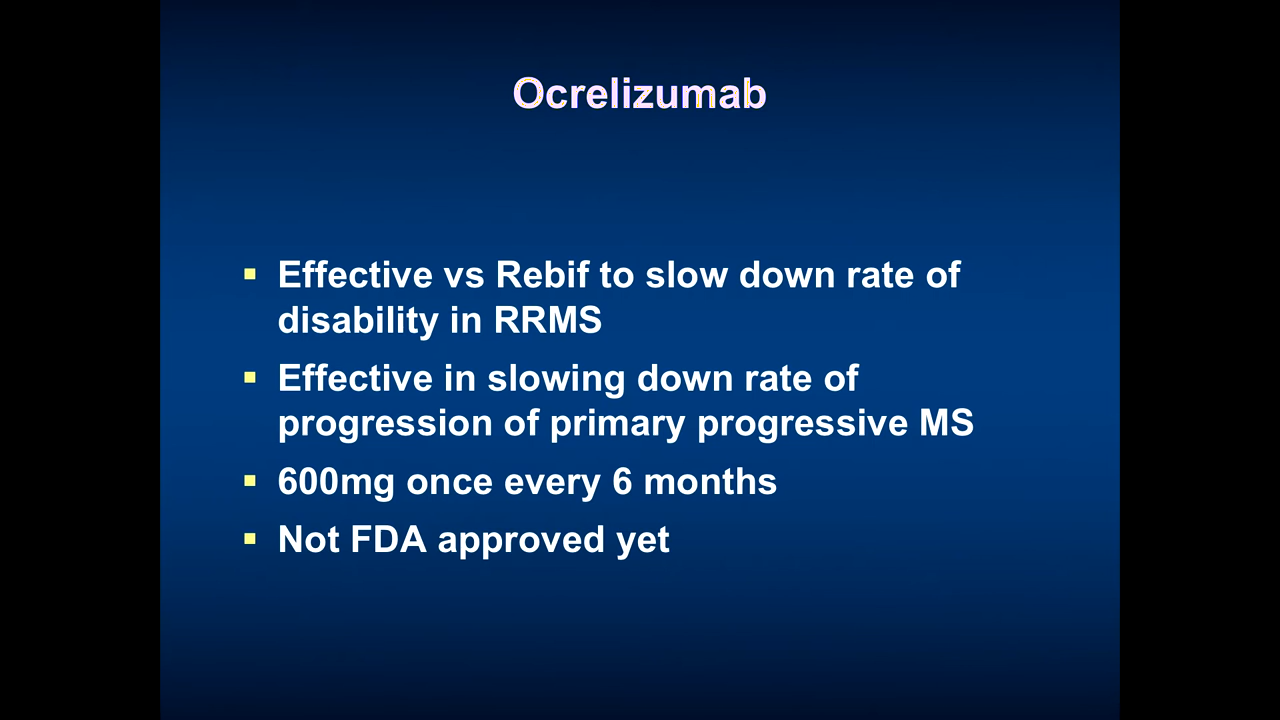 Ocrelizumab
▪ Effective vs Rebif to slow down rate of
disability in RRMS
▪ Effective in slowing down rate of
progression of primary progressive MS
▪ 600mg once every 6 months
▪ Not FDA approved yet